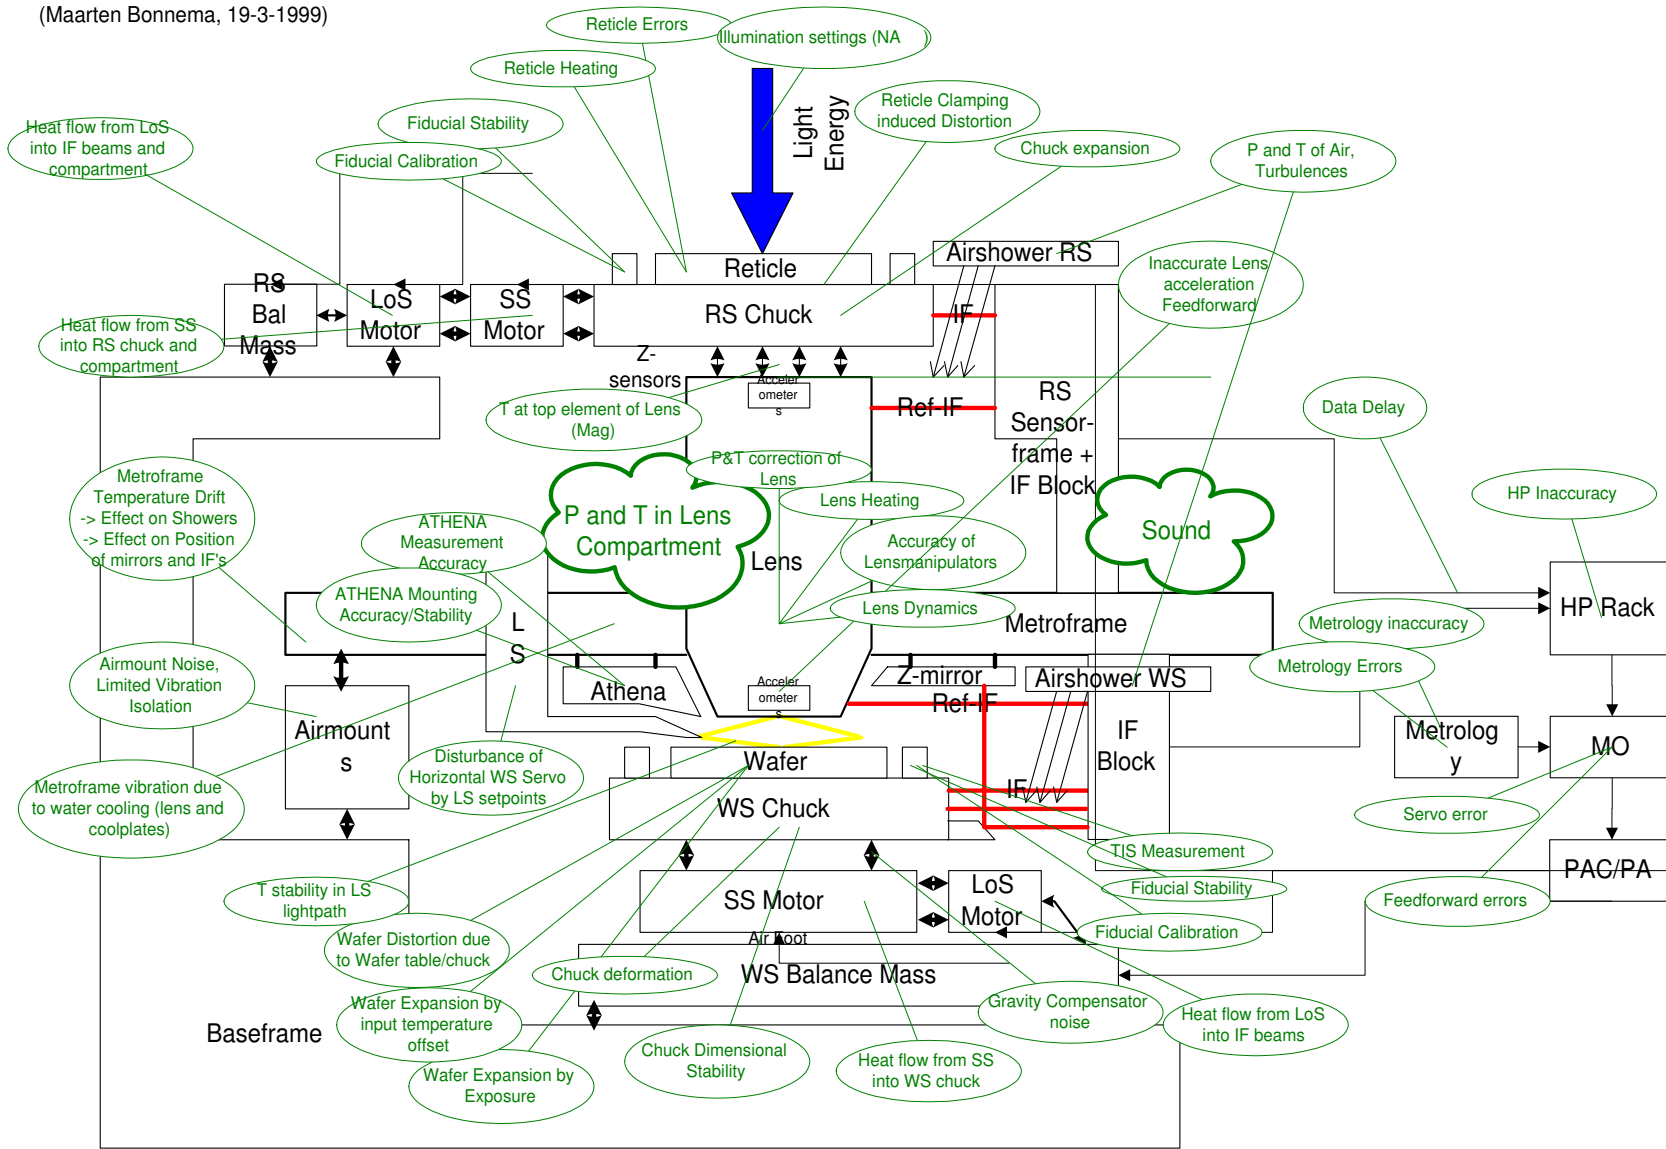 (Maarten Bonnema, 19-3-1999)
Reticle Errors
Illumination settings (NA )
Reticle Heating
Light
Energy
Reticle Clamping
induced Distortion
Heat flow from LoS
into IF beams and
compartment
Fiducial Stability
Fiducial Calibration
Chuck expansion
P and T of Air,
Turbulences
Reticle
Airshower RS
Inaccurate Lens
acceleration
Feedforward
RS
Bal
Mass
LoS
Motor
SS
Motor
RS Chuck
IF
Heat flow from SS
into RS chuck and
compartment
Z-
sensors
Acceler
ometer
s
T at top element of Lens
(Mag)
Ref-IF
RS
Sensor-
frame +
IF Block
Data Delay
P&T correction of
Lens
Metroframe
Temperature Drift
-> Effect on Showers
-> Effect on Position
of mirrors and IF's
Lens Heating
HP Inaccuracy
ATHENA
Measurement
Accuracy
P and T in Lens
Compartment
Lens
Accuracy of
Lensmanipulators
Sound
ATHENA Mounting
Accuracy/Stability
L
S
Lens Dynamics
Metroframe
HP Rack
Metrology inaccuracy
Metrology Errors
Airmount Noise,
Limited Vibration
Isolation
Athena
Acceler
ometer
s
Z-mirror
Airshower WS
Ref-IF
Airmount
s
IF
Block
Metrolog
y
MO
Disturbance of
Horizontal WS Servo
by LS setpoints
Wafer
Metroframe vibration due
to water cooling (lens and
coolplates)
WS Chuck
IF
Servo error
TIS Measurement
PAC/PA
T stability in LS
lightpath
SS Motor
LoS
Motor
Fiducial Stability
Feedforward errors
Wafer Distortion due
to Wafer table/chuck
Air Foot
Fiducial Calibration
Chuck deformation
WS Balance Mass
Wafer Expansion by
input temperature
offset
Gravity Compensator
noise
Heat flow from LoS
into IF beams
Baseframe
Chuck Dimensional
Stability
Heat flow from SS
into WS chuck
Wafer Expansion by
Exposure